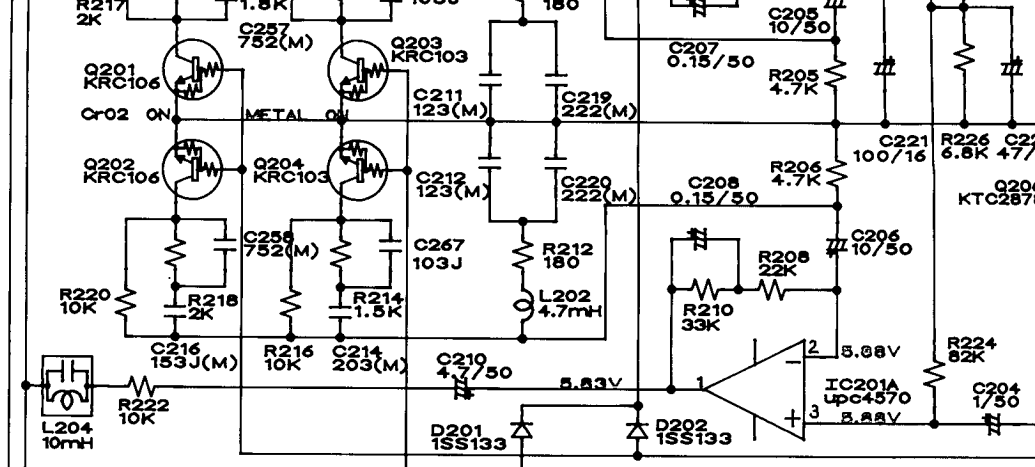 R217
2K
1.8K
180
C257
752(M)
Q201
KRC106
Q203
KRC103
C211
123(M)
C219
222(M)
C205
10/50
C207
0.15/50
R205
4.7K
CrO2 ON
METAL ON
Q202
KRC106
Q204
KRC103
C212
123(M)
C220
222(M)
C221
100/16
R226
6.8K
47/
R206
4.7K
C208
0.15/50
KTC287
C258
752(M)
C267
103J
R212
180
C206
10/50
R208
22K
L202
4.7mH
R220
10K
R218
2K
R214
1.5K
R210
33K
C216
153J(M)
R216
10K
C214
203(M)
C210
4.7/50
5.83V
1
2
5.88V
R224
82K
IC201A
upc4570
C204
1/50
3
5.88V
L204
10mH
R222
10K
D201
1SS133
D202
1SS133